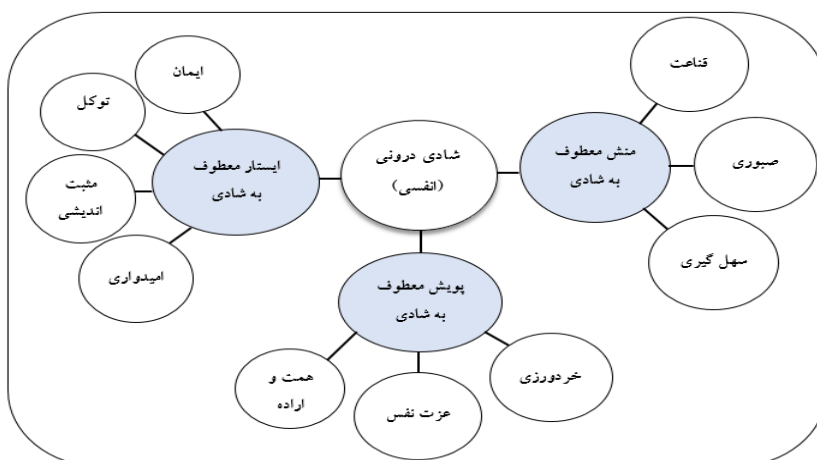 شادی درونی
(انفسی)
منش معطوف
به شادی
قناعت
صبوری
سهل گیری
پویش معطوف
به شادی
خردورزی
عزت نفس
همت و
اراده
ایستار معطوف
به شادی
ایمان
توکل
مثبت
اندیشی
امیدواری